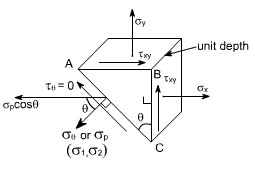 σy
τxy
unit depth
A
τθ = 0
B
τxy
σx
σpcosθ
θ
θ
σθ or σp
(σ1,σ2)
C